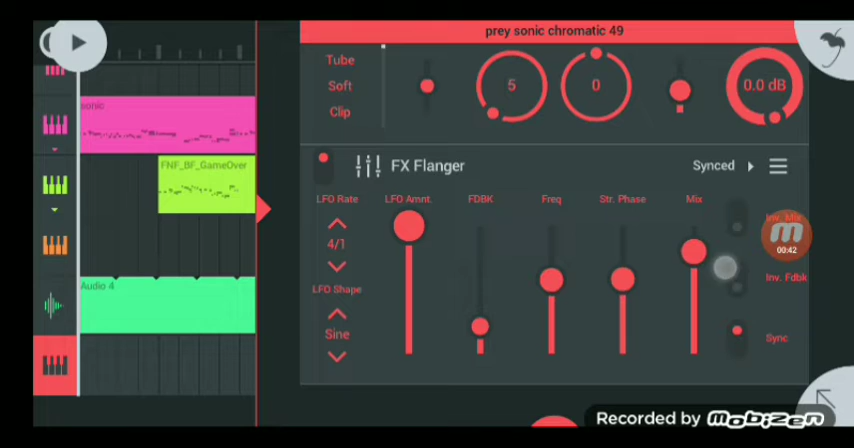 prey sonic chromatic 49
Tube
Soft
Clip
5
0
0.0 dB
sonic
FNF_BF_GameOver
Audio 4
FX Flanger
Synced
LFO Rate
LFO Amnt.
FDBK
Freq
Str. Phase
Mix
4/1
LFO Shape
Sine
Inv. Mix
00:42
Inv. Fdbk
Sync
Recorded by mobizen